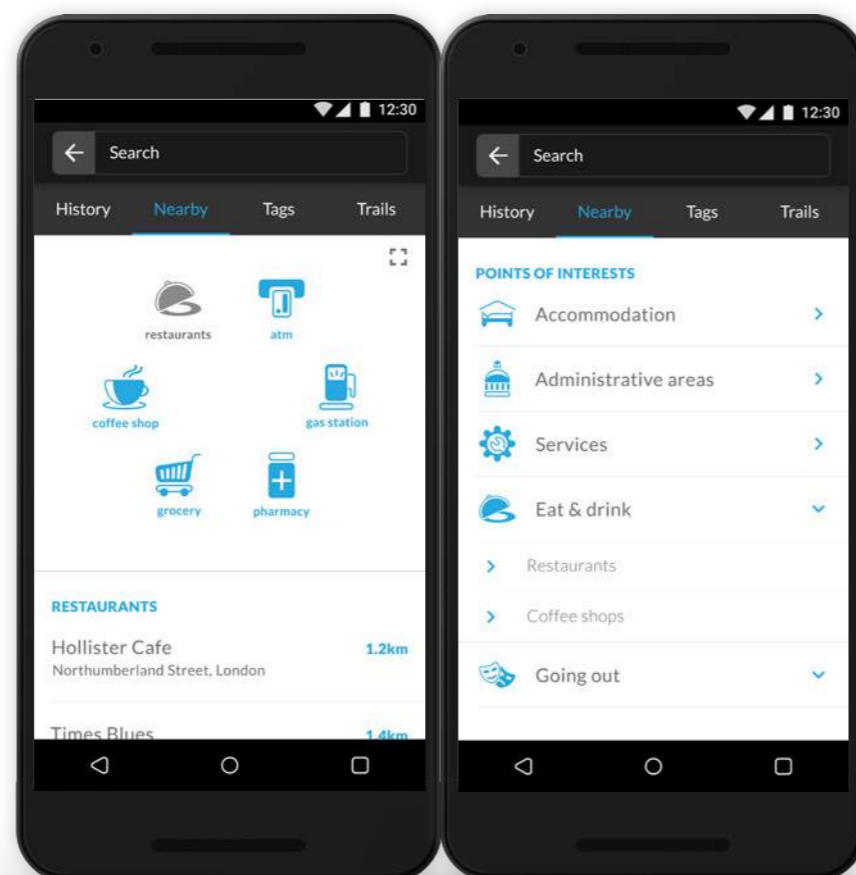 12:30
Search
History Nearby Tags Trails
restaurants atm
coffee shop gas station
grocery pharmacy
RESTAURANTS
Hollister Cafe 1.2km
Northumberland Street, London
Times Blues 1.4km
12:30
Search
History Nearby Tags Trails
POINTS OF INTERESTS
Accommodation
Administrative areas
Services
Eat & drink
Restaurants
Coffee shops
Going out